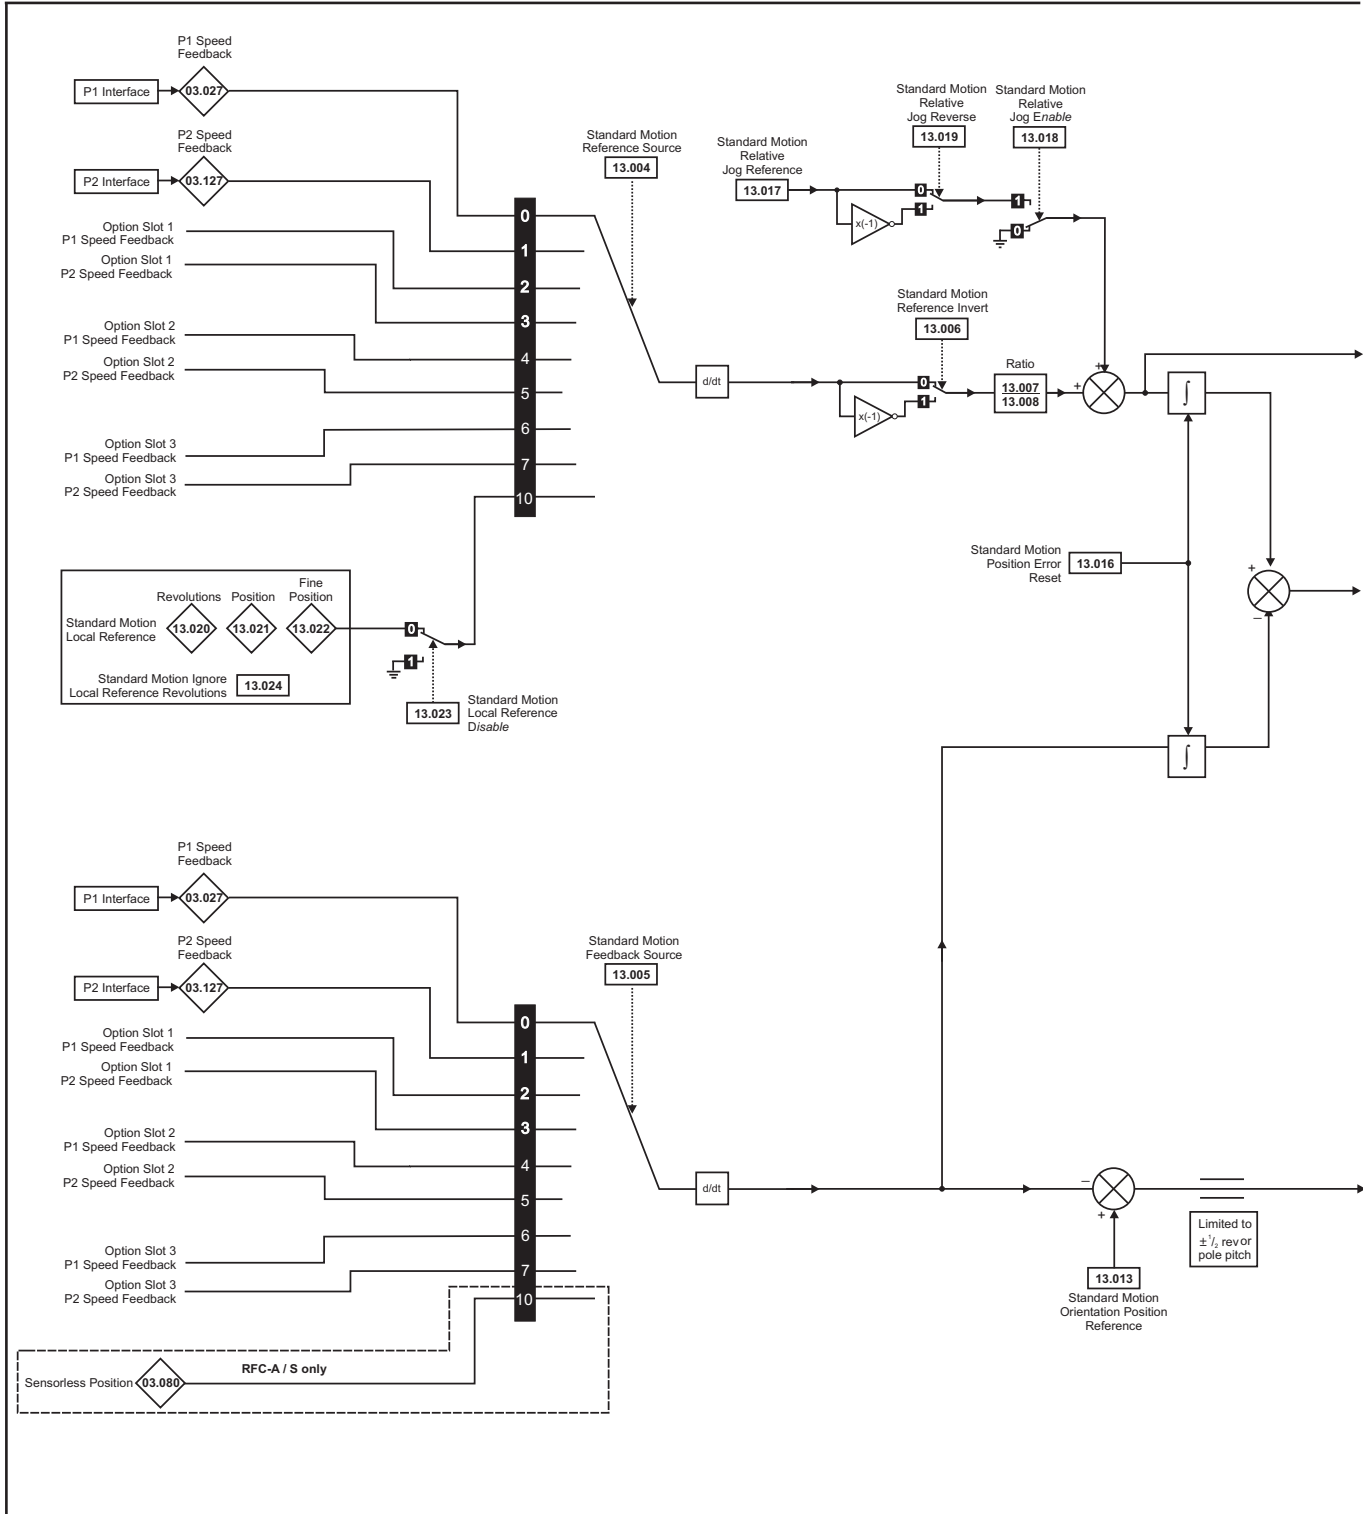 P1 Speed
Feedback
P1 Interface
03.027
P2 Speed
Feedback
P2 Interface
03.127
Option Slot 1
P1 Speed Feedback
Option Slot 1
P2 Speed Feedback
Option Slot 2
P1 Speed Feedback
Option Slot 2
P2 Speed Feedback
Option Slot 3
P1 Speed Feedback
Option Slot 3
P2 Speed Feedback
0
1
2
3
4
5
6
7
10
Standard Motion
Reference Source
13.004
d/dt
Standard Motion
Relative
Jog Reference
13.017
x(-1)
0
1
Standard Motion
Relative
Jog Reverse
13.019
Standard Motion
Relative
Jog Enable
13.018
1
0
Standard Motion
Reference Invert
13.006
x(-1)
0
1
Ratio
13.007
13.008
+
+
∫
Standard Motion
Position Error
Reset
13.016
+
–
∫
Standard Motion
Local Reference
Revolutions
13.020
Position
13.021
Fine
Position
13.022
Standard Motion Ignore
Local Reference Revolutions
13.024
0
1
13.023
Standard Motion
Local Reference
Disable
P1 Speed
Feedback
P1 Interface
03.027
P2 Speed
Feedback
P2 Interface
03.127
Option Slot 1
P1 Speed Feedback
Option Slot 1
P2 Speed Feedback
Option Slot 2
P1 Speed Feedback
Option Slot 2
P2 Speed Feedback
Option Slot 3
P1 Speed Feedback
Option Slot 3
P2 Speed Feedback
0
1
2
3
4
5
6
7
10
Standard Motion
Feedback Source
13.005
d/dt
–
+
13.013
Standard Motion
Orientation Position
Reference
Limited to
±1/2 rev or
pole pitch
RFC-A / S only
Sensorless Position
03.080